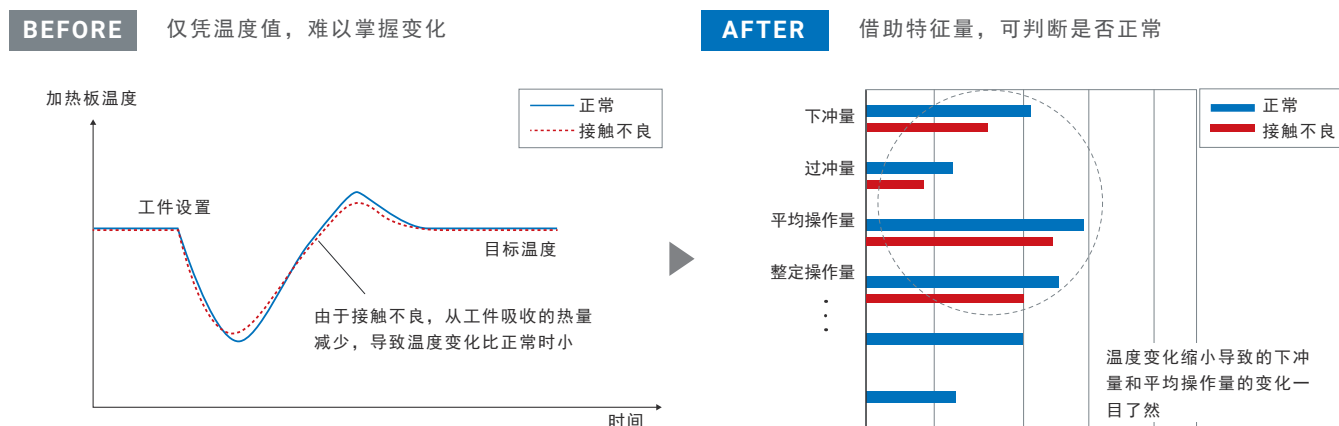 BEFORE
仅凭温度值，难以掌握变化
加热板温度
正常
接触不良
工件设置
目标温度
由于接触不良，从工件吸收的热量
减少，导致温度变化比正常时小
时间
AFTER
借助特征量，可判断是否正常
正常
接触不良
下冲量
过冲量
平均操作量
整定操作量
温度变化缩小导致的下冲
量和平均操作量的变化一
目了然